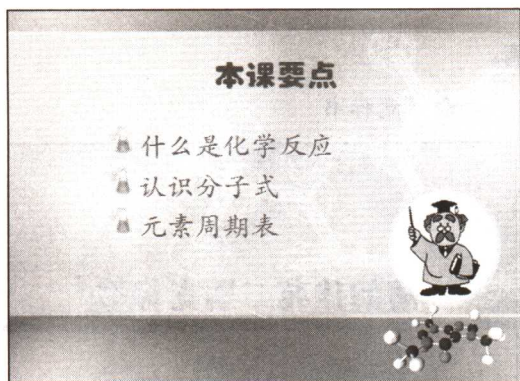 本课要点
什么是化学反应
认识分子式
元素周期表